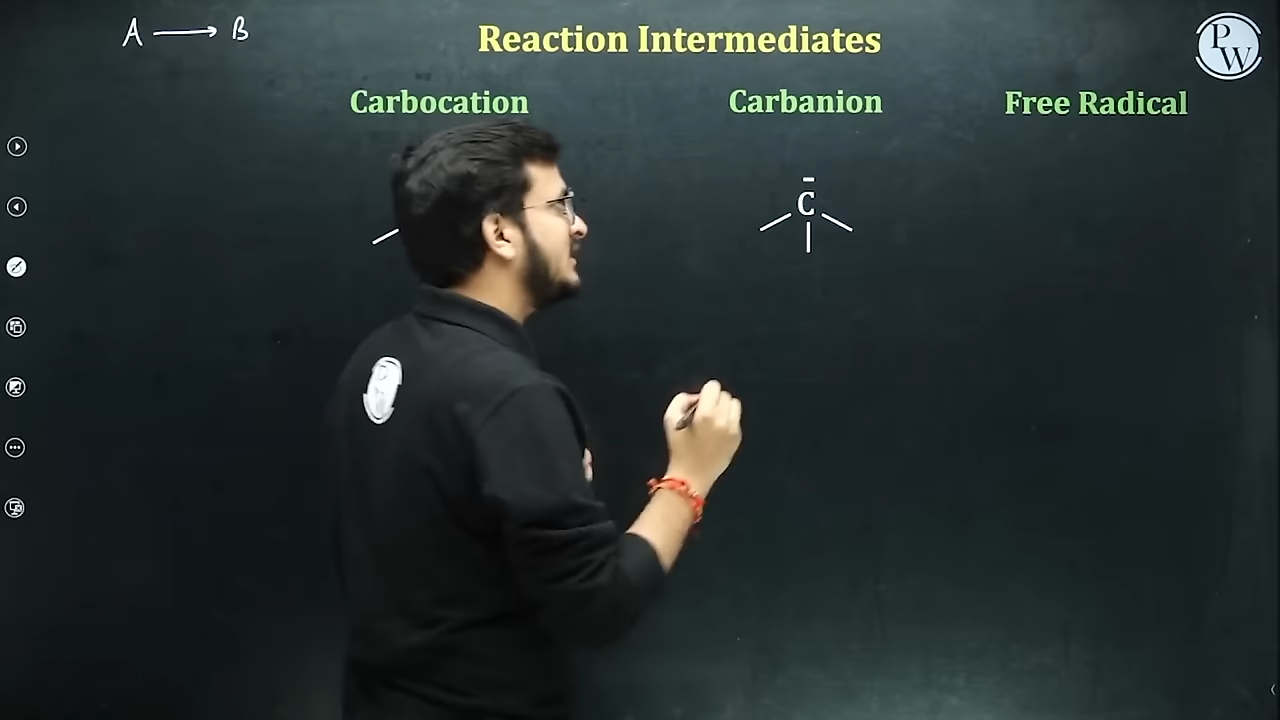 A ⟶ B
Reaction Intermediates
PW
Carbocation
Carbanion
Free Radical
C̄